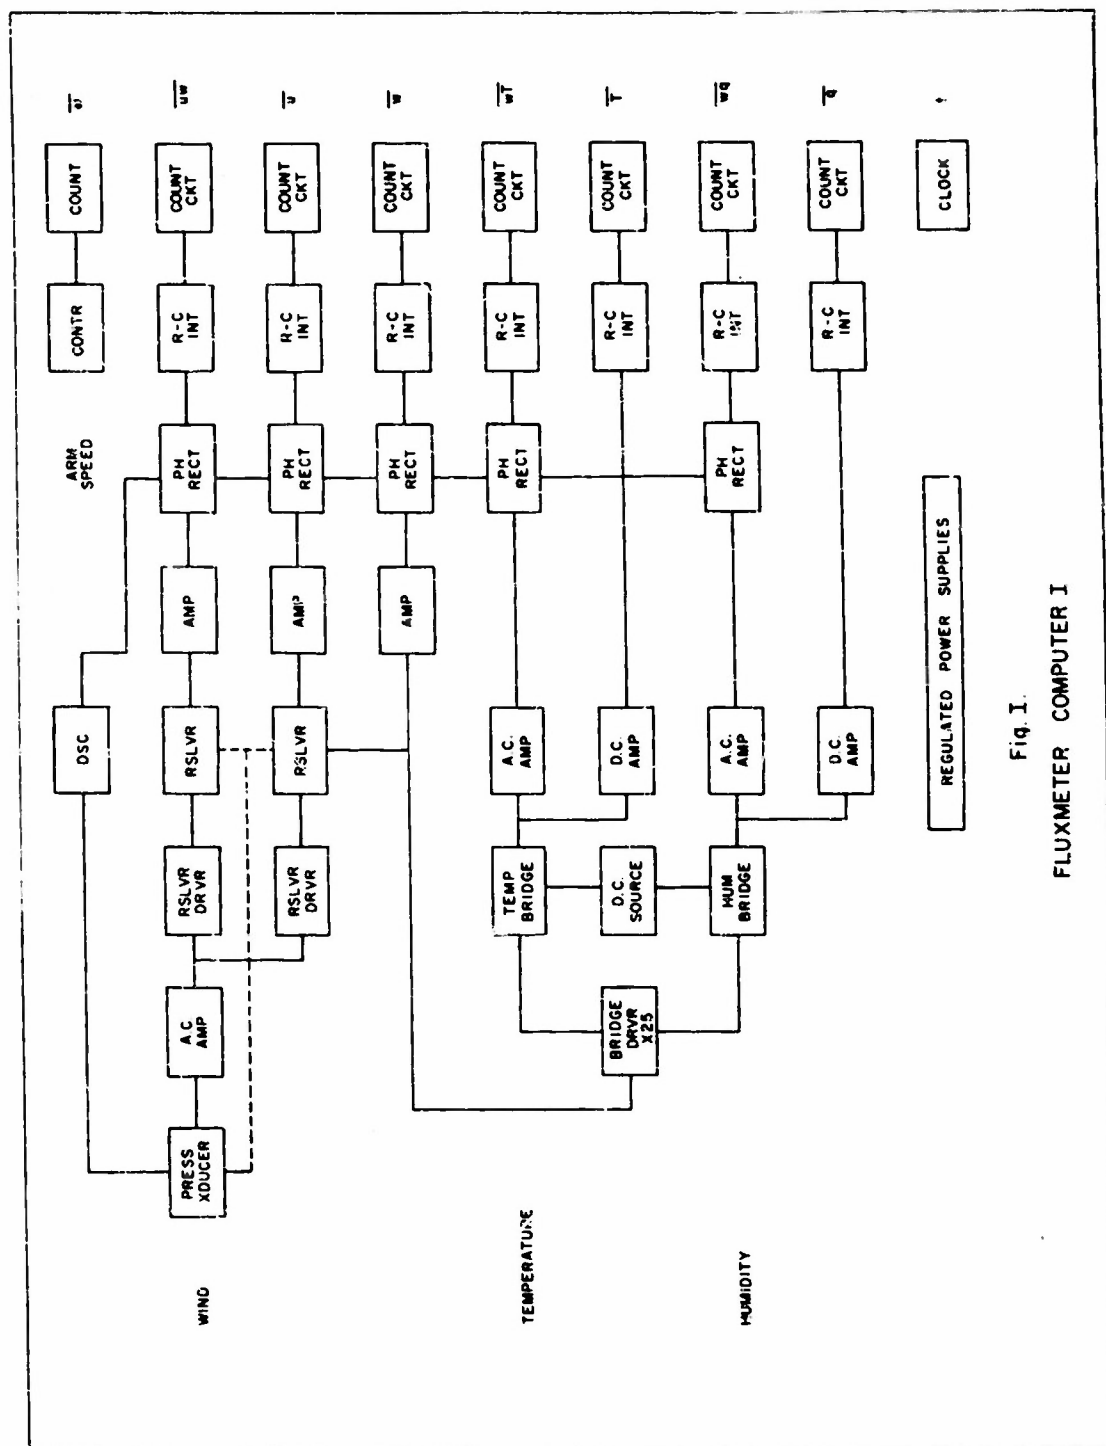 DSC
ARM
SPEED
CONTR
COUNT
WIND
PRESS
XDUCER
A.C
AMP
RSLVR
DRVR
RSLVR
AMP
PH
RECT
R-C
INT
COUNT
CKT
u̅w̅
RSLVR
DRVR
RSLVR
AMP
PH
RECT
R-C
INT
COUNT
CKT
u̅
AMP
PH
RECT
R-C
INT
COUNT
CKT
w̅
TEMPERATURE
TEMP
BRIDGE
A.C.
AMP
PH
RECT
R-C
INT
COUNT
CKT
w̅T̅
BRIDGE
DRVR
X25
D.C.
SOURCE
D.C.
AMP
R-C
INT
COUNT
CKT
T̅
HUMIDITY
HUM
BRIDGE
A.C.
AMP
PH
RECT
R-C
INT
COUNT
CKT
w̅q̅
D.C.
AMP
R-C
INT
COUNT
CKT
q̅
REGULATED POWER SUPPLIES
CLOCK
Fig. I.
FLUXMETER COMPUTER I